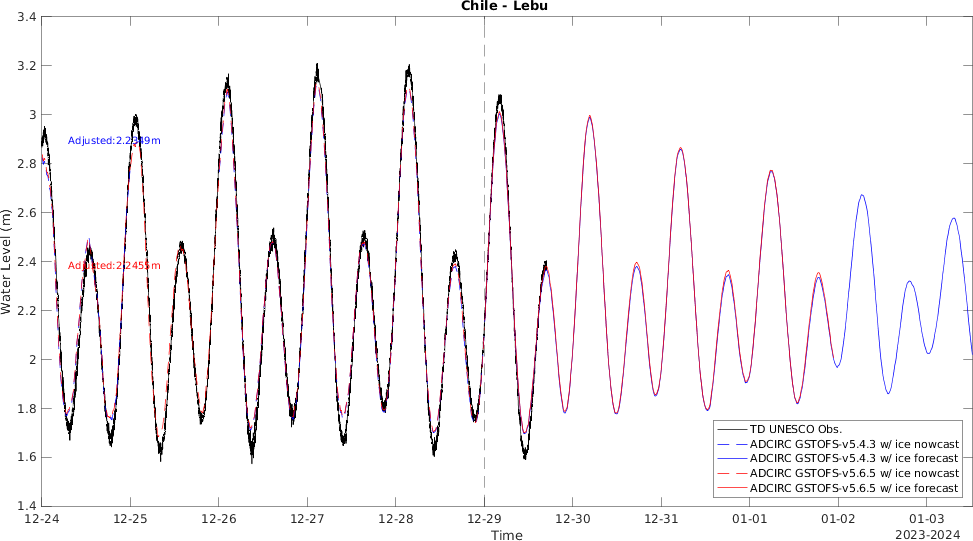 Chile - Lebu
3.4
3.2
3
2.8
2.6
2.4
2.2
2
1.8
1.6
1.4
Water Level (m)
Adjusted:2.2349m
Adjusted:2.2455m
TD UNESCO Obs.
ADCIRC GSTOFS-v5.4.3 w/ ice nowcast
ADCIRC GSTOFS-v5.4.3 w/ ice forecast
ADCIRC GSTOFS-v5.6.5 w/ ice nowcast
ADCIRC GSTOFS-v5.6.5 w/ ice forecast
12-24 12-25 12-26 12-27 12-28 12-29 12-30 12-31 01-01 01-02 01-03
Time
2023-2024